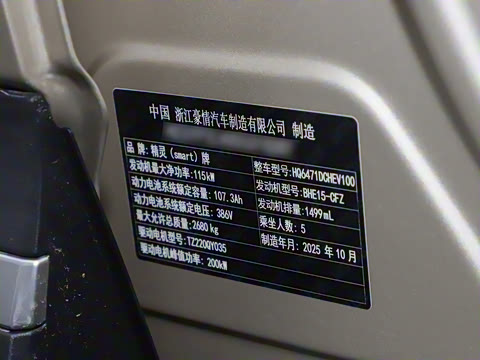 中国 浙江豪情汽车制造有限公司 制造
品 牌: 精灵 (smart) 牌
整车型号: HQ6471DCHEV100
发动机最大净功率: 115kW
发动机型号: BHE15-CFZ
动力电池系统额定容量: 107.3Ah
发动机排量: 1499mL
动力电池系统额定电压: 386V
乘坐人数: 5
最大允许总质量: 2680 kg
制造年月: 2025 年 10 月
驱动电机型号: TZ220QY035
驱动电机峰值功率: 200kW